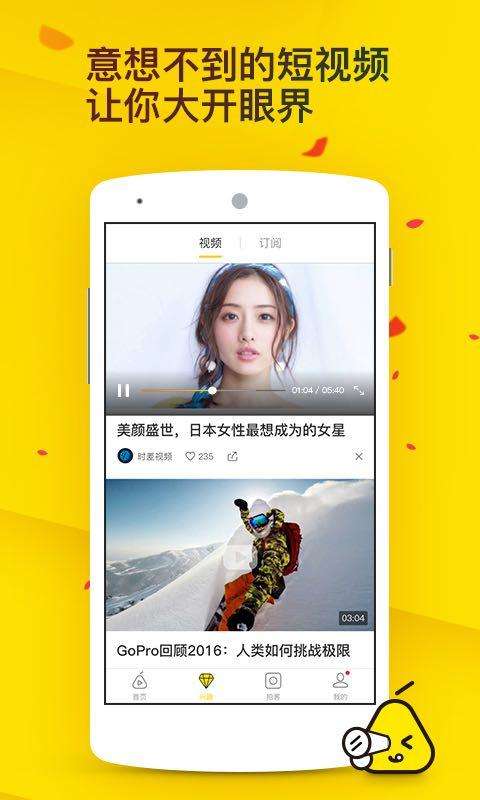 意想不到的短视频
让你大开眼界
视频
订阅
01:04 / 05:40
美颜盛世，日本女性最想成为的女星
时差视频
235
03:04
GoPro回顾2016：人类如何挑战极限
首页
兴趣
拍客
我的